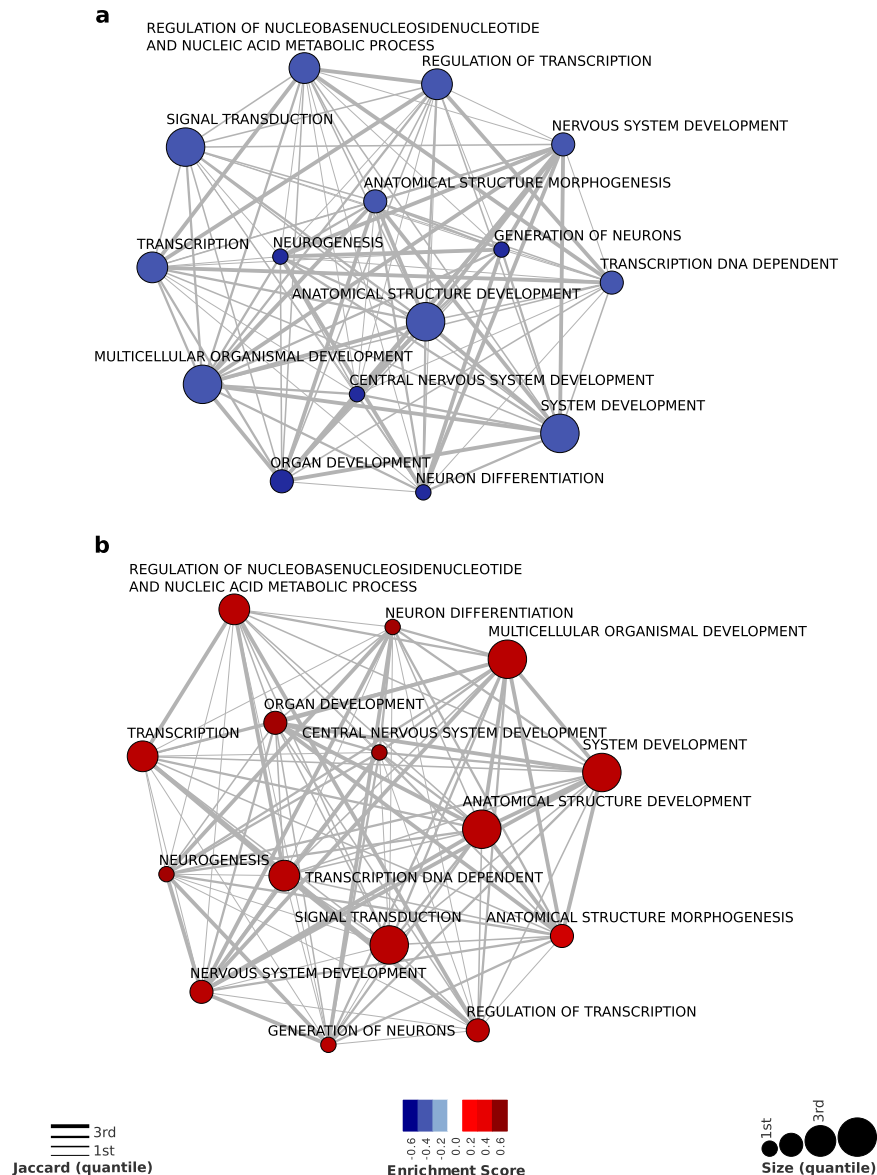 a
REGULATION OF NUCLEOBASENUCLEOSIDENUCLEOTIDE
AND NUCLEIC ACID METABOLIC PROCESS
REGULATION OF TRANSCRIPTION
SIGNAL TRANSDUCTION
NERVOUS SYSTEM DEVELOPMENT
ANATOMICAL STRUCTURE MORPHOGENESIS
GENERATION OF NEURONS
TRANSCRIPTION
NEUROGENESIS
TRANSCRIPTION DNA DEPENDENT
ANATOMICAL STRUCTURE DEVELOPMENT
MULTICELLULAR ORGANISMAL DEVELOPMENT
CENTRAL NERVOUS SYSTEM DEVELOPMENT
SYSTEM DEVELOPMENT
ORGAN DEVELOPMENT
NEURON DIFFERENTIATION
b
REGULATION OF NUCLEOBASENUCLEOSIDENUCLEOTIDE
AND NUCLEIC ACID METABOLIC PROCESS
NEURON DIFFERENTIATION
MULTICELLULAR ORGANISMAL DEVELOPMENT
ORGAN DEVELOPMENT
TRANSCRIPTION
CENTRAL NERVOUS SYSTEM DEVELOPMENT
SYSTEM DEVELOPMENT
ANATOMICAL STRUCTURE DEVELOPMENT
NEUROGENESIS
TRANSCRIPTION DNA DEPENDENT
SIGNAL TRANSDUCTION
ANATOMICAL STRUCTURE MORPHOGENESIS
NERVOUS SYSTEM DEVELOPMENT
REGULATION OF TRANSCRIPTION
GENERATION OF NEURONS
3rd
1st
Jaccard (quantile)
-0.6 -0.4 -0.2 0.0 0.2 0.4 0.6
Enrichment Score
1st 3rd
Size (quantile)